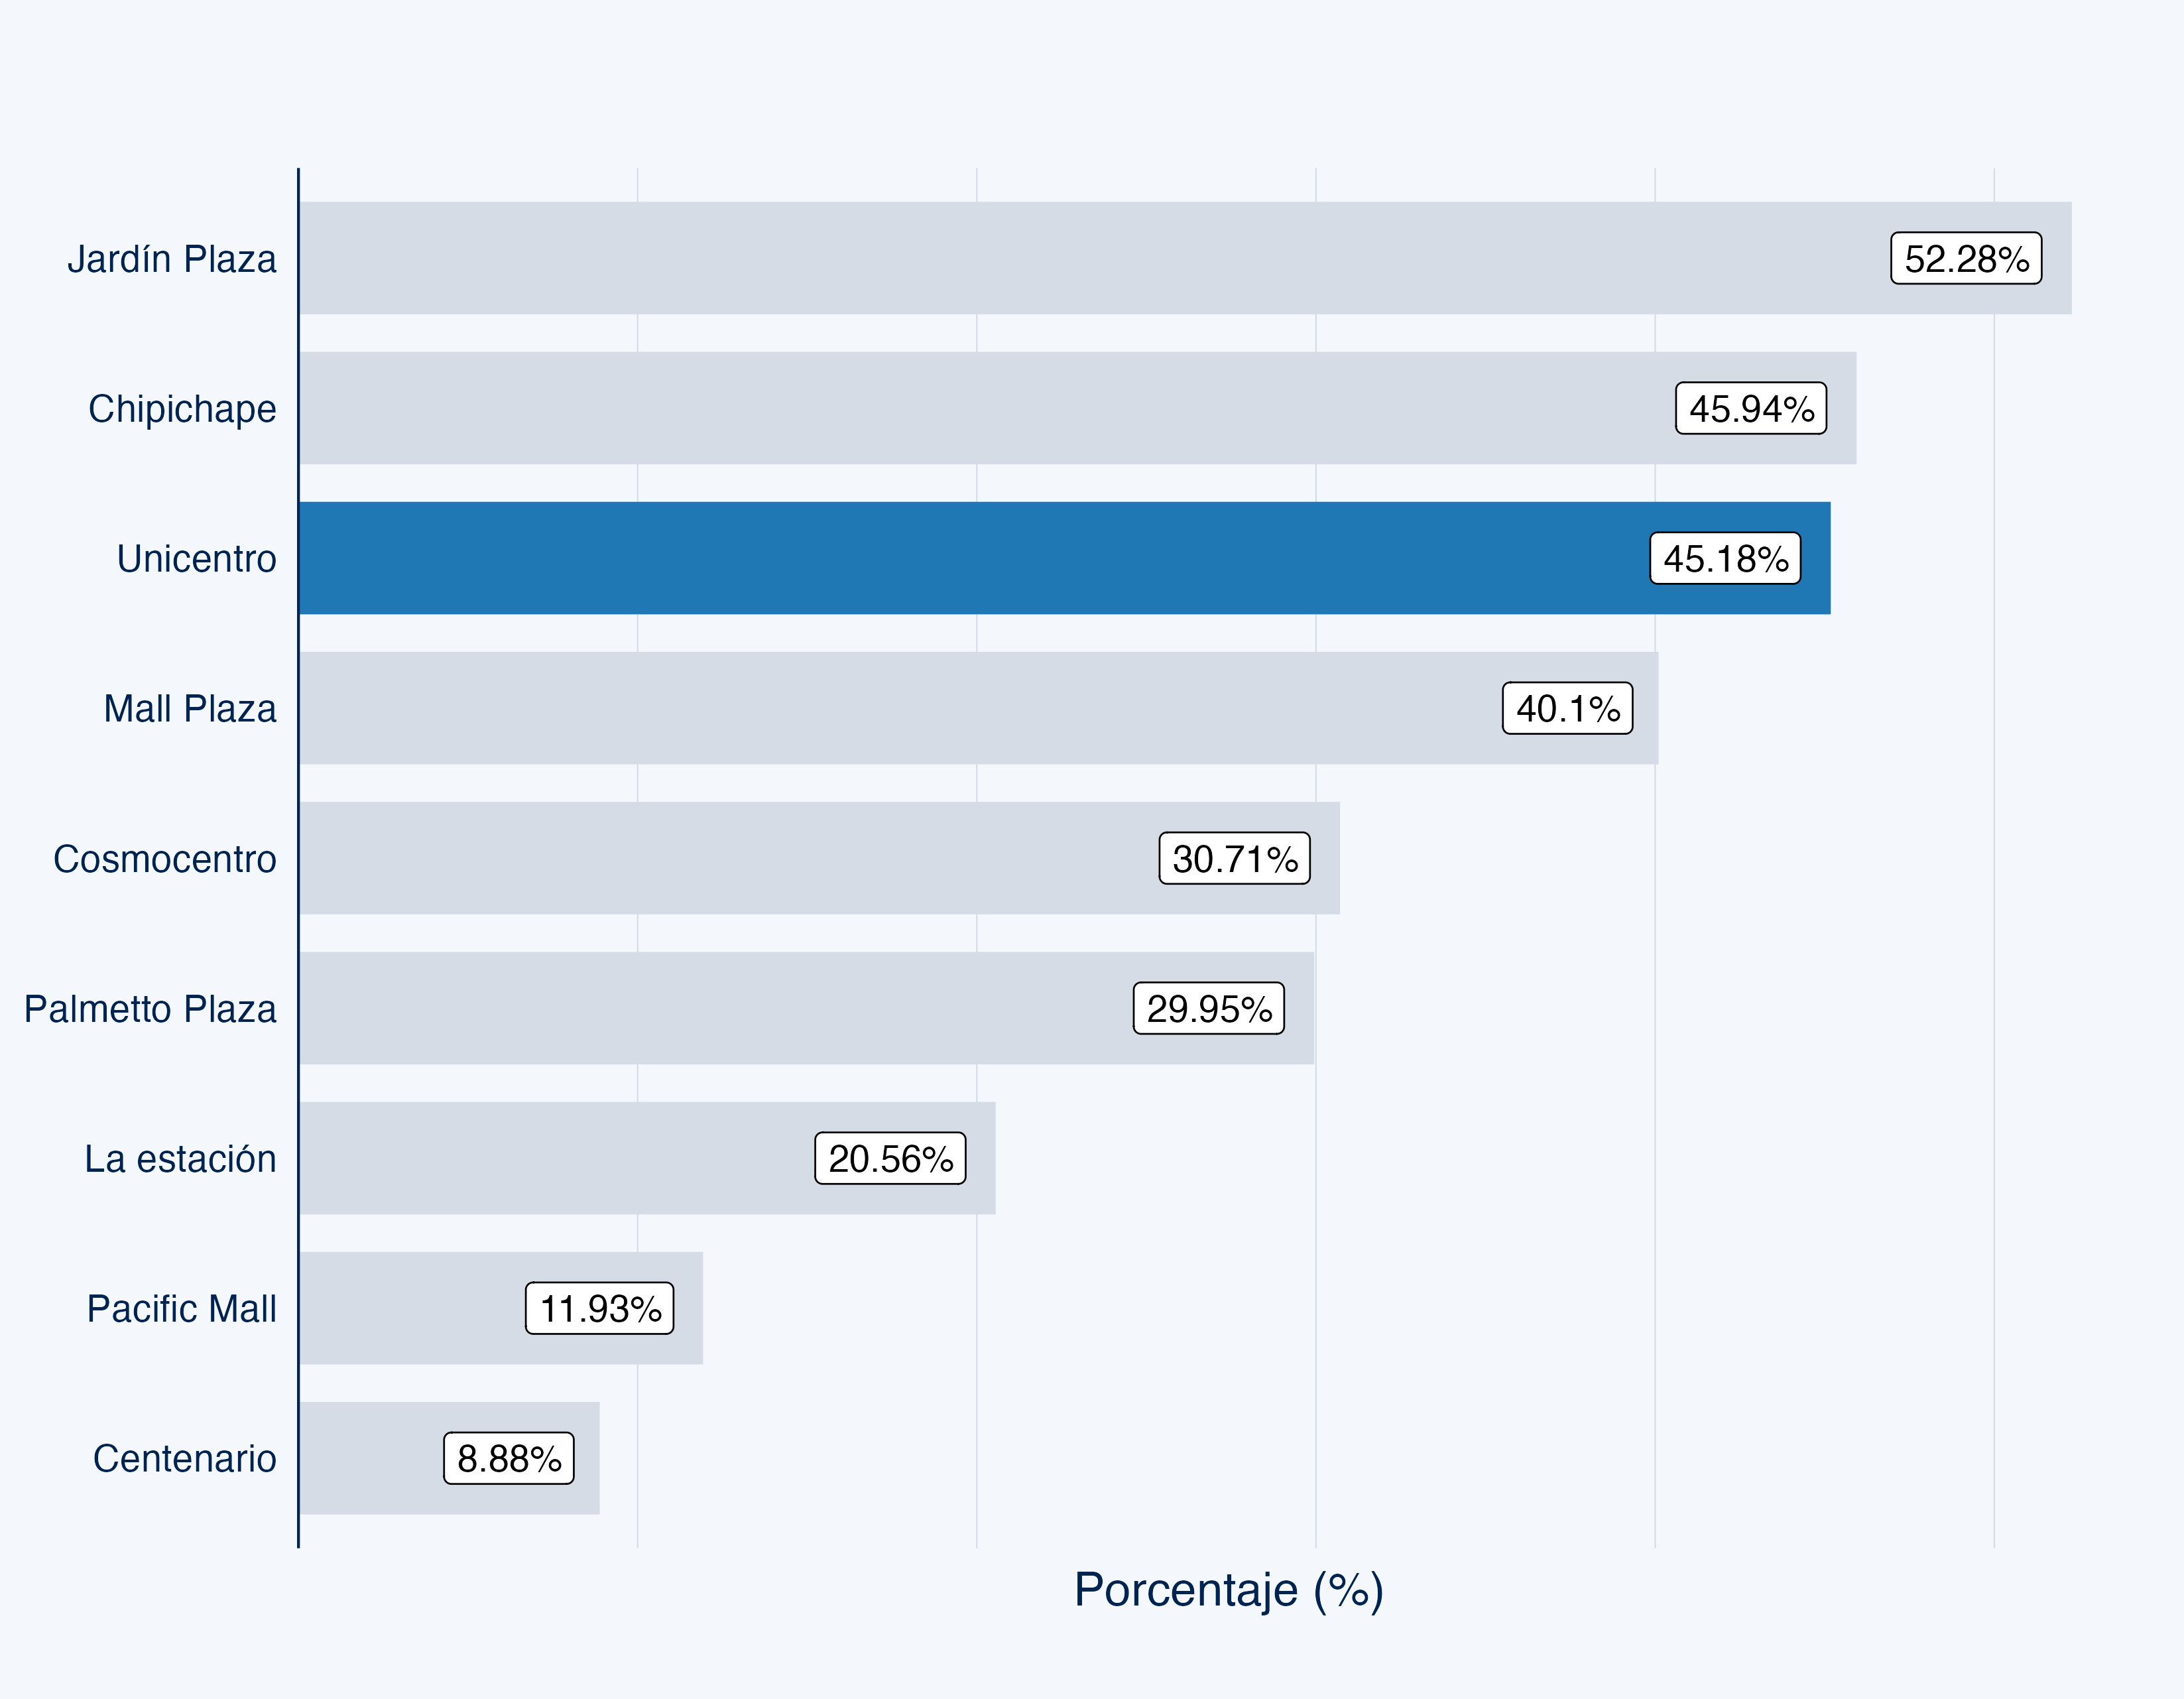 Jardín Plaza 52.28%
Chipichape 45.94%
Unicentro 45.18%
Mall Plaza 40.1%
Cosmocentro 30.71%
Palmetto Plaza 29.95%
La estación 20.56%
Pacific Mall 11.93%
Centenario 8.88%
Porcentaje (%)